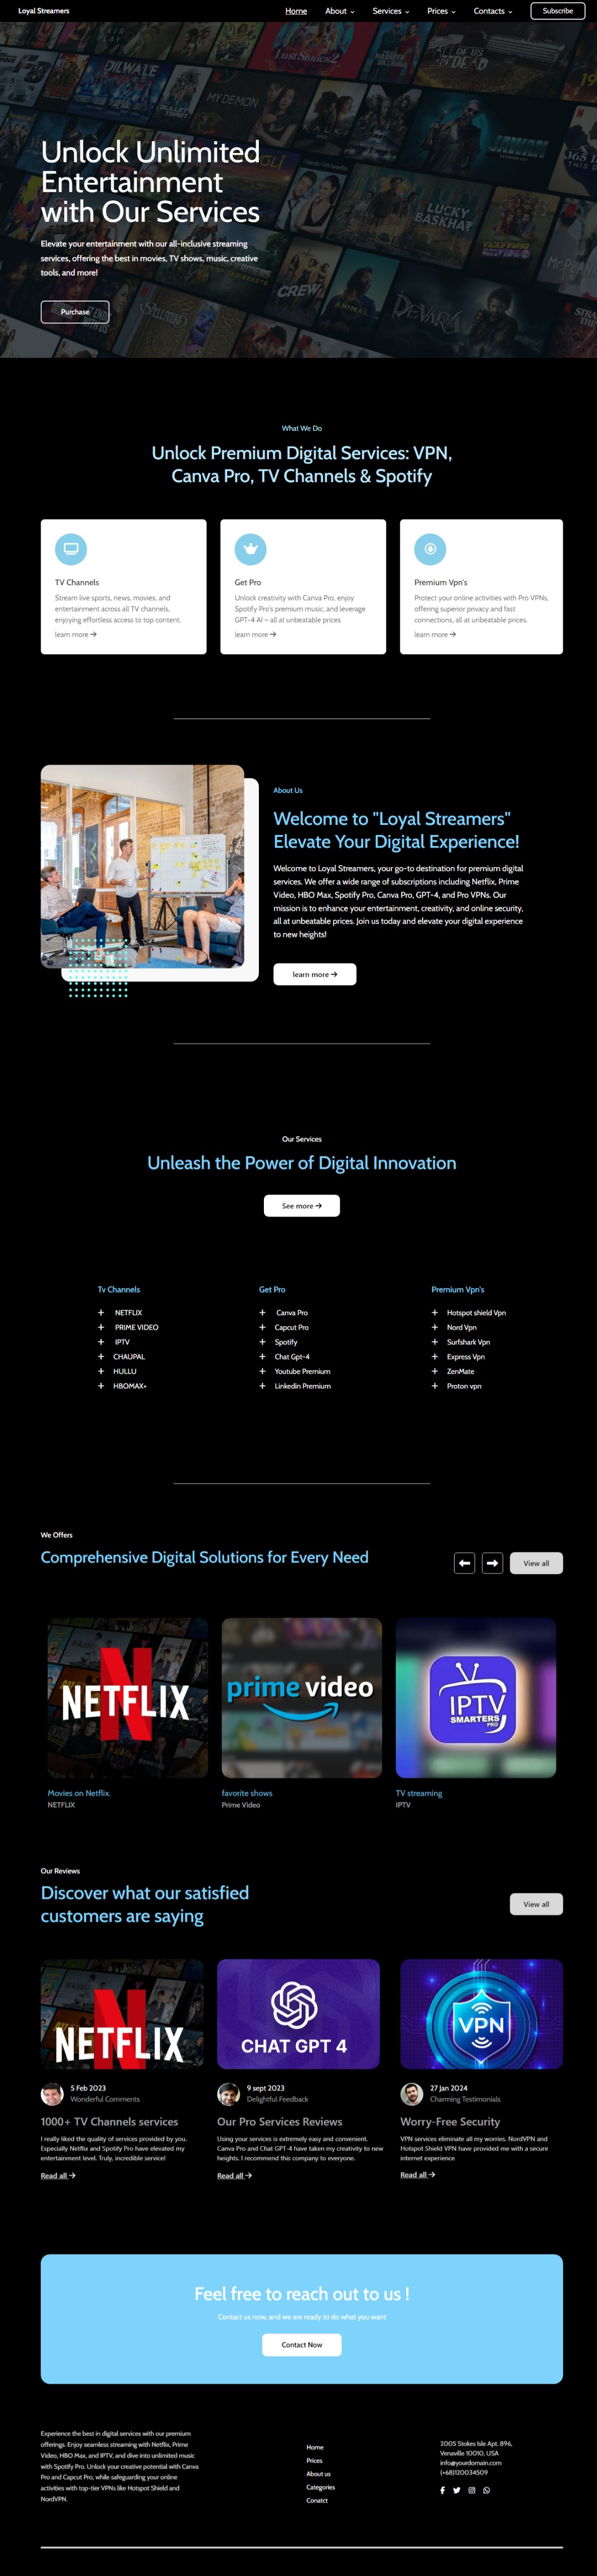 Loyal Streamers
Home
About
Services
Prices
Contacts
Subscribe
DILWALE
Lust Stories 2
MY DEMON
KALKI
LUCKY
BASKHAR
CREW
ANIMAL
DEVARA
Unlock Unlimited
Entertainment
with Our Services
Elevate your entertainment with our all-inclusive streaming
services, offering the best in movies, TV shows, music, creative
tools, and more!
Purchase
What We Do
Unlock Premium Digital Services: VPN,
Canva Pro, TV Channels & Spotify
TV Channels
Stream live sports, news, movies, and
entertainment across all TV channels,
enjoying effortless access to top content.
learn more →
Get Pro
Unlock creativity with Canva Pro, enjoy
Spotify Pro's premium music, and leverage
GPT-4 AI – all at unbeatable prices
learn more →
Premium Vpn's
Protect your online activities with Pro VPNs,
offering superior privacy and fast
connections, all at unbeatable prices.
learn more →
About Us
Welcome to "Loyal Streamers"
Elevate Your Digital Experience!
Welcome to Loyal Streamers, your go-to destination for premium digital
services. We offer a wide range of subscriptions including Netflix, Prime
Video, HBO Max, Spotify Pro, Canva Pro, GPT-4, and Pro VPNs. Our
mission is to enhance your entertainment, creativity, and online security,
all at unbeatable prices. Join us today and elevate your digital experience
to new heights!
learn more →
Our Services
Unleash the Power of Digital Innovation
See more →
Tv Channels
+ NETFLIX
+ PRIME VIDEO
+ IPTV
+ CHAUPAL
+ HULLU
+ HBOMAX+
Get Pro
+ Canva Pro
+ Capcut Pro
+ Spotify
+ Chat Gpt-4
+ Youtube Premium
+ Linkedin Premium
Premium Vpn's
+ Hotspot shield Vpn
+ Nord Vpn
+ Surfshark Vpn
+ Express Vpn
+ ZenMate
+ Proton vpn
We Offers
Comprehensive Digital Solutions for Every Need
View all
NETFLIX
prime video
IPTV
SMARTERS
PRO
Movies on Netflix.
NETFLIX
favorite shows
Prime Video
TV streaming
IPTV
Our Reviews
Discover what our satisfied
customers are saying
View all
NETFLIX
CHAT GPT 4
VPN
5 Feb 2023
Wonderful Comments
1000+ TV Channels services
I really liked the quality of services provided by you.
Especially Netflix and Spotify Pro have elevated my
entertainment level. Truly, incredible service!
Read all →
9 sept 2023
Delightful Feedback
Our Pro Services Reviews
Using your services is extremely easy and convenient.
Canva Pro and Chat GPT-4 have taken my creativity to new
heights. I recommend this company to everyone.
Read all →
27 Jan 2024
Charming Testimonials
Worry-Free Security
VPN services eliminate all my worries. NordVPN and
Hotspot Shield VPN have provided me with a secure
internet experience
Read all →
Feel free to reach out to us !
Contact us now, and we are ready to do what you want
Contact Now
Experience the best in digital services with our premium
offerings. Enjoy seamless streaming with Netflix, Prime
Video, HBO Max, and IPTV, and dive into unlimited music
with Spotify Pro. Unlock your creative potential with Canva
Pro and Capcut Pro, while safeguarding your online
activities with top-tier VPNs like Hotspot Shield and
NordVPN.
Home
Prices
About us
Categories
Conatct
2005 Stokes Isle Apt. 896,
Venaville 10010, USA
info@yourdomain.com
(+68)120034509